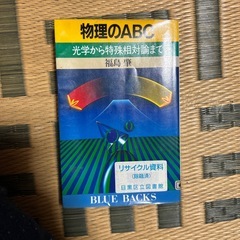 物理のABC
光学から特殊相対論まで
福島 肇
リサイクル資料
(除籍済)
目黒区立図書館
BLUE BACKS